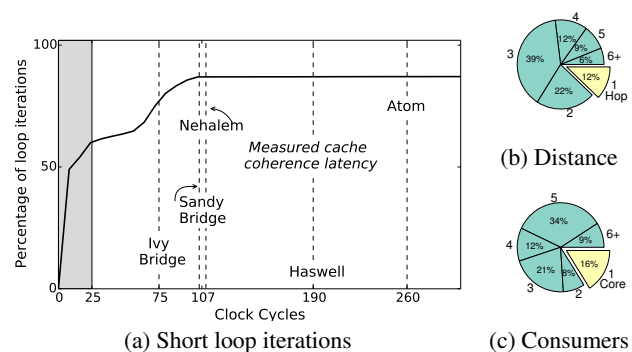 100
50
0
Percentage of loop iterations
Nehalem
Atom
Measured cache
coherence latency
Sandy
Bridge
Ivy
Bridge
Haswell
0 25 75 107 190 260
Clock Cycles
(a) Short loop iterations
4
12%
5
9%
6+
6%
3
39%
12%
1
Hop
22%
2
(b) Distance
5
34%
6+
9%
4
12%
16%
1
Core
21%
8%
3
2
(c) Consumers